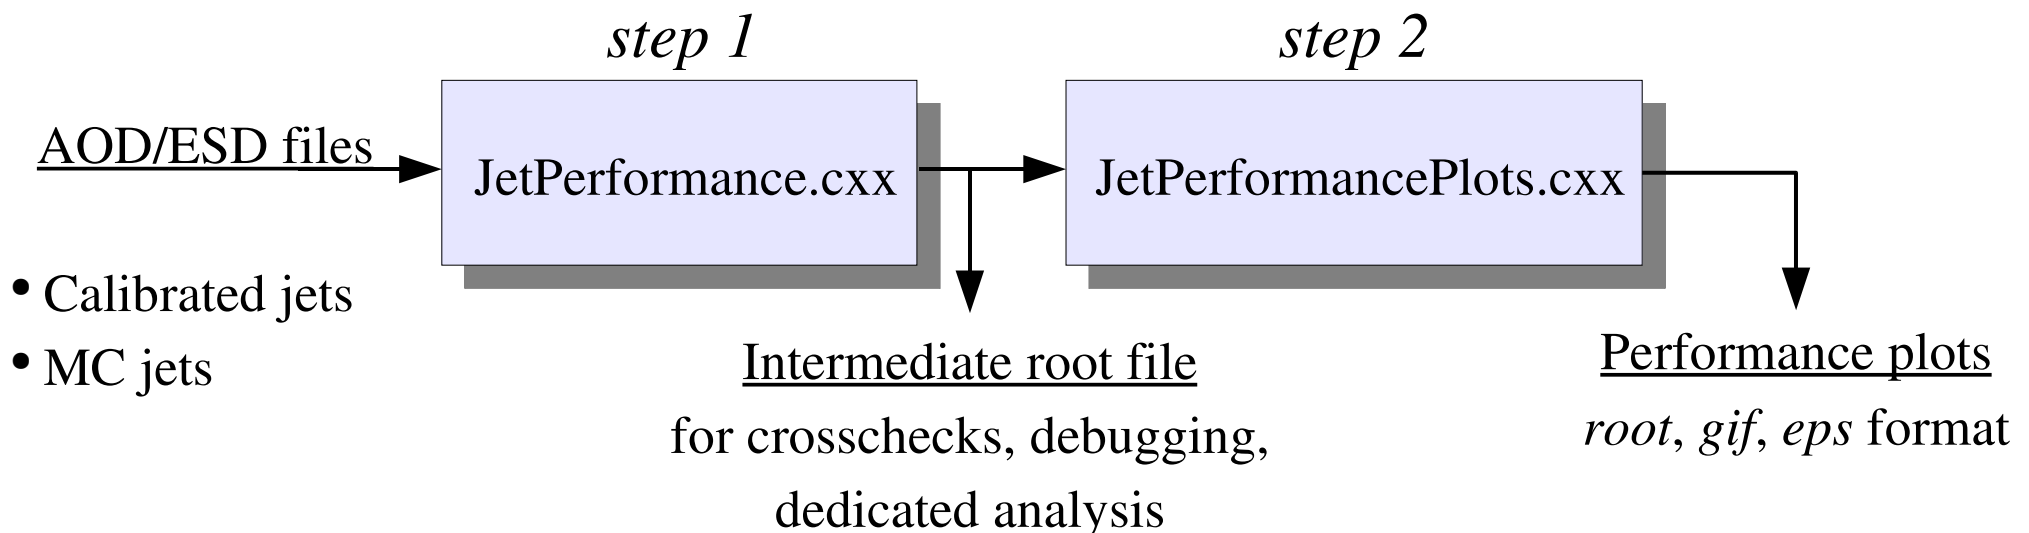 step 1
step 2
AOD/ESD files
JetPerformance.cxx
JetPerformancePlots.cxx
• Calibrated jets
• MC jets
Intermediate root file
for crosschecks, debugging,
dedicated analysis
Performance plots
root, gif, eps format